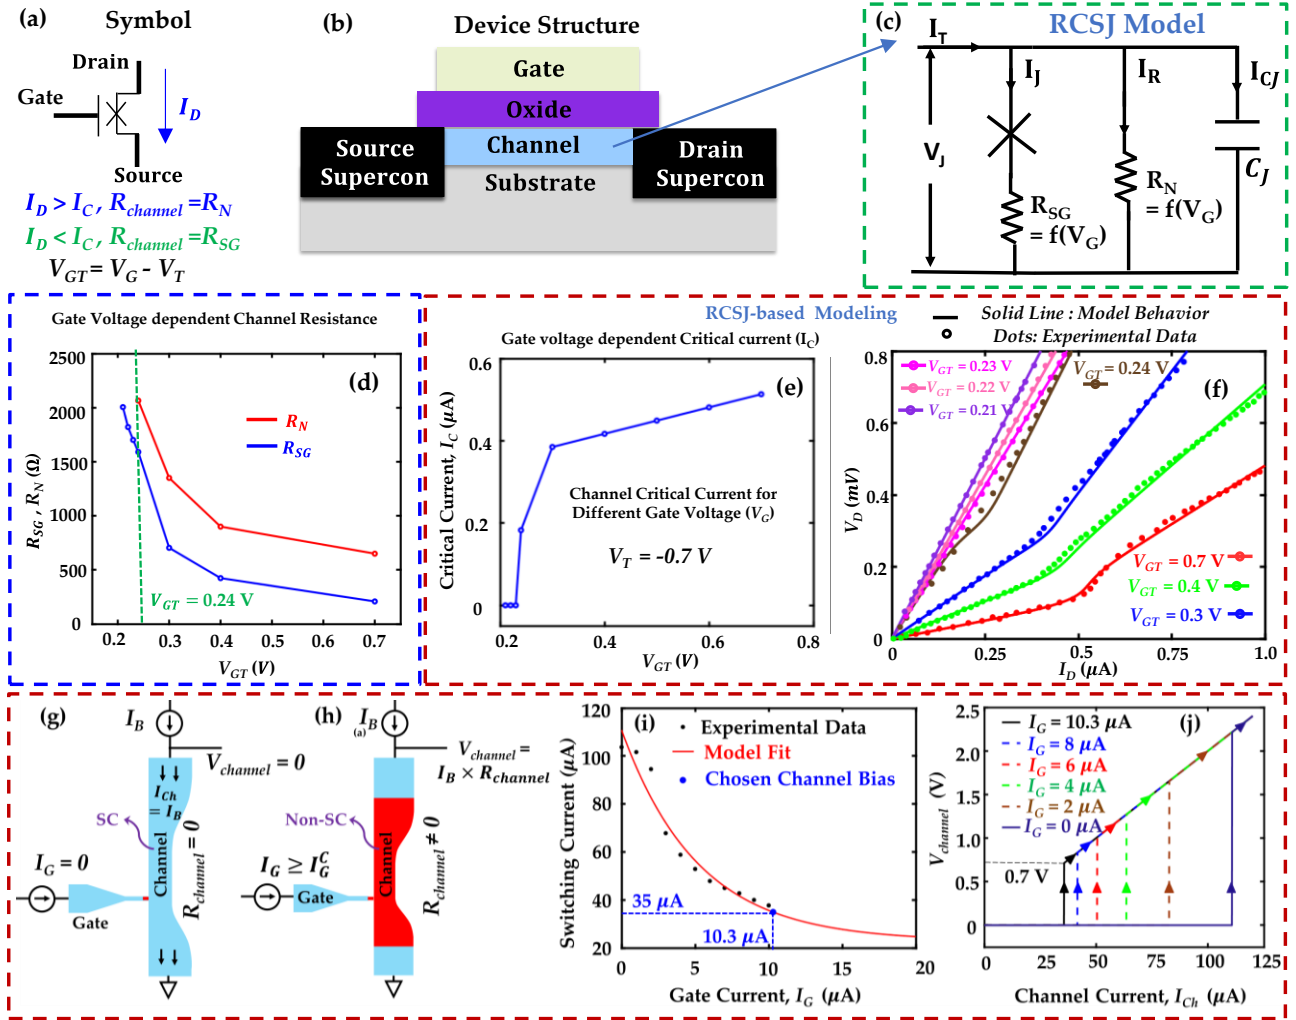 (a)
Symbol
Drain
Gate
I_D
Source
I_D > I_C, R_channel = R_N
I_D < I_C, R_channel = R_SG
V_GT = V_G - V_T
(b)
Device Structure
Gate
Oxide
Channel
Source
Supercon
Drain
Supercon
Substrate
(c)
RCSJ Model
I_T
I_J
I_R
I_CJ
V_J
R_SG
= f(V_G)
R_N
= f(V_G)
C_J
Gate Voltage dependent Channel Resistance
(d)
R_SG , R_N (Ω)
2500
2000
1500
1000
500
0
R_N
R_SG
V_GT = 0.24 V
0.2
0.3
0.4
0.5
0.6
0.7
V_GT (V)
RCSJ-based Modeling
Gate voltage dependent Critical current (I_C)
(e)
Critical Current, I_C (μA)
0.6
0.4
0.2
0
Channel Critical Current for
Different Gate Voltage (V_G)
V_T = -0.7 V
0.2
0.4
0.6
0.8
V_GT (V)
Solid Line : Model Behavior
Dots: Experimental Data
(f)
V_D (mV)
0.8
0.6
0.4
0.2
0
V_GT = 0.23 V
V_GT = 0.22 V
V_GT = 0.21 V
V_GT = 0.24 V
V_GT = 0.7 V
V_GT = 0.4 V
V_GT = 0.3 V
0
0.25
0.5
0.75
1.0
I_D (μA)
(g)
I_B
V_channel = 0
I_Ch
= I_B
SC
Channel
R_channel = 0
I_G = 0
Gate
(h)
I_B
(a)
V_channel =
I_B × R_channel
Non-SC
Channel
R_channel ≠ 0
I_G ≥ I_G^C
Gate
(i)
Switching Current (μA)
120
100
80
60
40
20
Experimental Data
Model Fit
Chosen Channel Bias
35 μA
10.3 μA
0
5
10
15
20
Gate Current, I_G (μA)
(j)
V_channel (V)
2.5
2.0
1.5
1.0
0.5
0
I_G = 10.3 μA
I_G = 8 μA
I_G = 6 μA
I_G = 4 μA
I_G = 2 μA
I_G = 0 μA
0.7 V
0
25
50
75
100
120
Channel Current, I_Ch (μA)